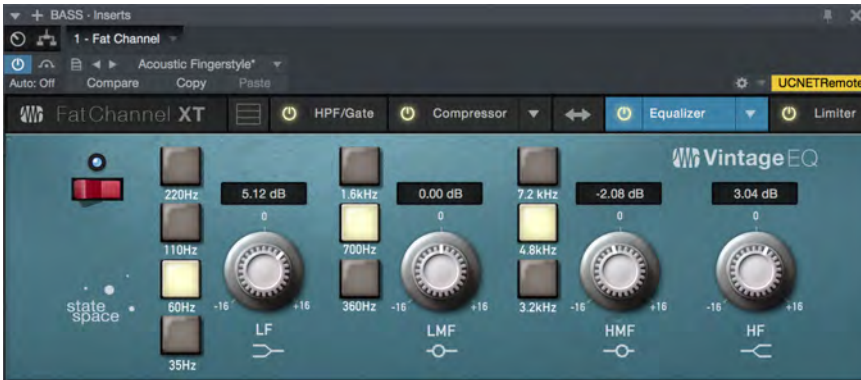 BASS - Inserts
1 - Fat Channel
Acoustic Fingerstyle*
Auto: Off Compare Copy Paste
UCNETRemote
FatChannel XT HPF/Gate Compressor Equalizer Limiter
VintageEQ
220Hz 5.12 dB 1.6kHz 0.00 dB 7.2 kHz -2.08 dB 3.04 dB
0 0 0 0
110Hz 700Hz 4.8kHz
60Hz -16 +16 360Hz -16 +16 3.2kHz -16 +16 -16 +16
state
space
LF LMF HMF HF
35Hz